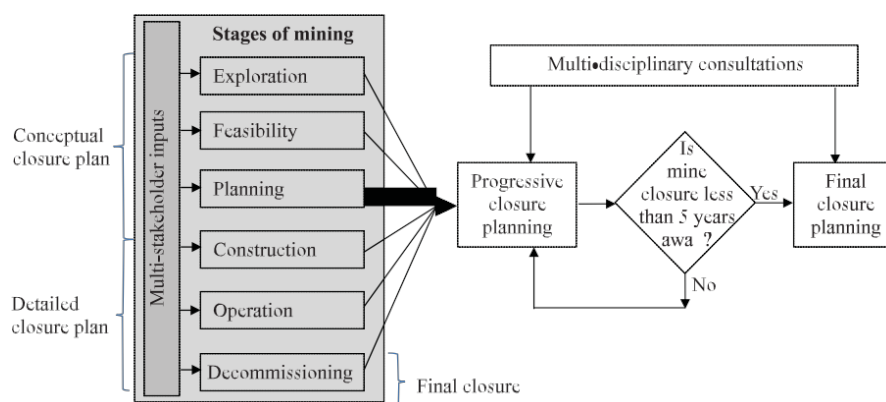 Stages of mining
Multi-stakeholder inputs
Exploration
Feasibility
Planning
Construction
Operation
Decommissioning
Conceptual
closure plan
Detailed
closure plan
Final closure
Multi•disciplinary consultations
Progressive
closure
planning
Is
mine
closure less
than 5 years
awa ?
Yes
No
Final
closure
planning